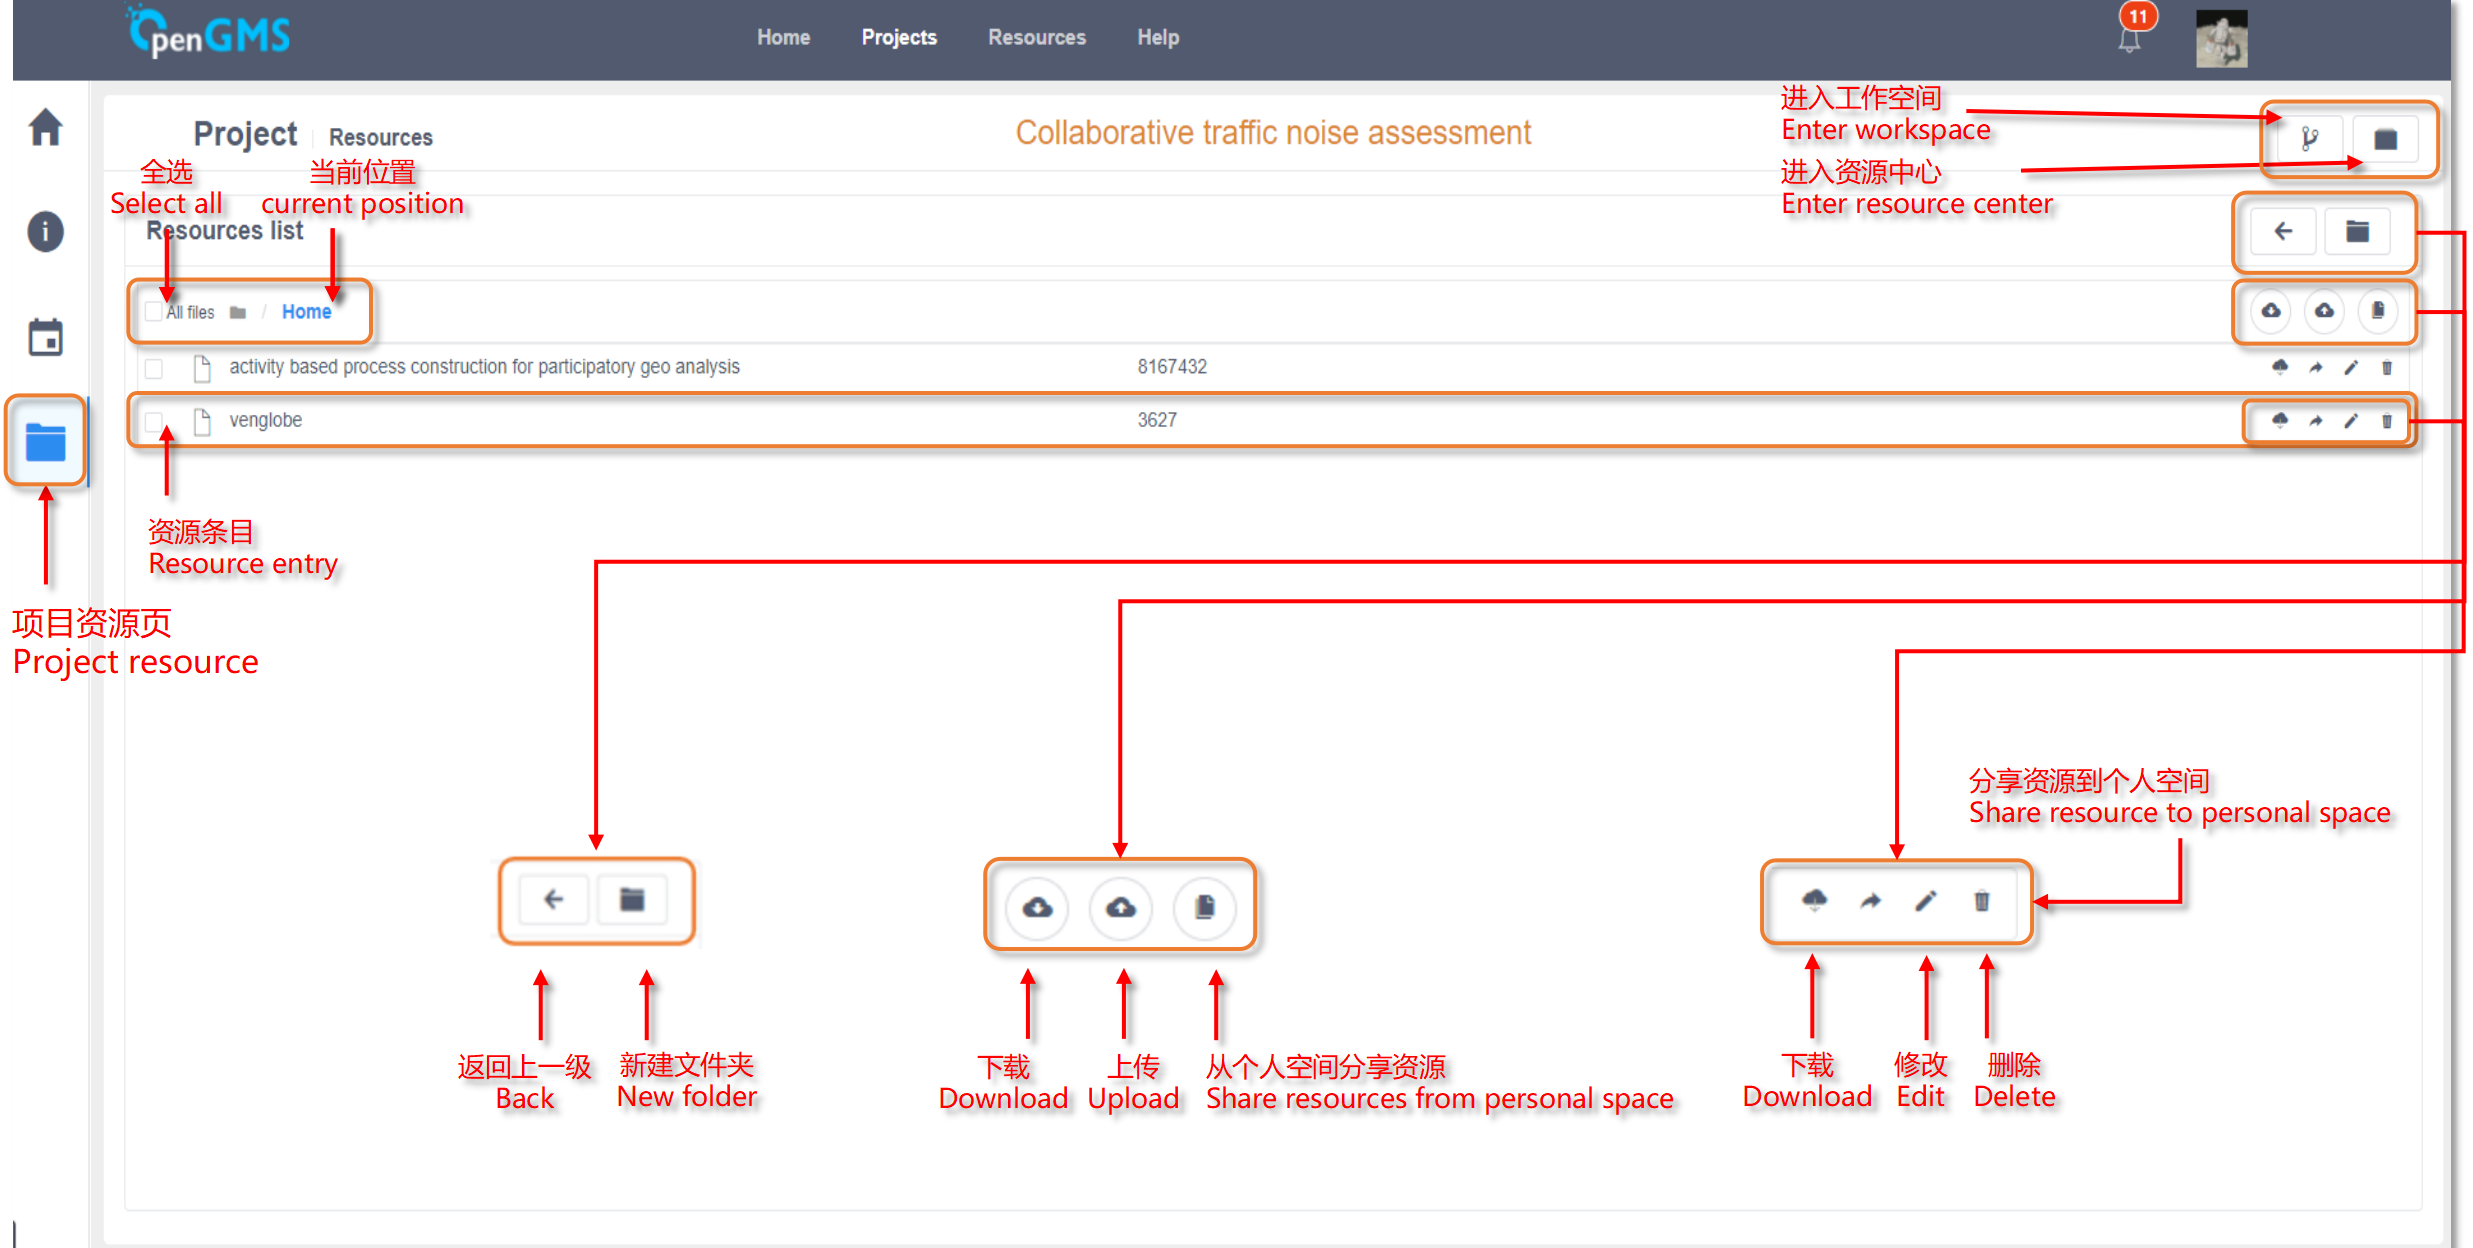 OpenGMS
Home
Projects
Resources
Help
11
Project
Resources
Collaborative traffic noise assessment
进入工作空间
Enter workspace
进入资源中心
Enter resource center
全选
Select all
当前位置
current position
Resources list
All files / Home
activity based process construction for participatory geo analysis 8167432
venglobe 3627
资源条目
Resource entry
项目资源页
Project resource
分享资源到个人空间
Share resource to personal space
返回上一级
Back
新建文件夹
New folder
下载
Download
上传
Upload
从个人空间分享资源
Share resources from personal space
下载
Download
修改
Edit
删除
Delete